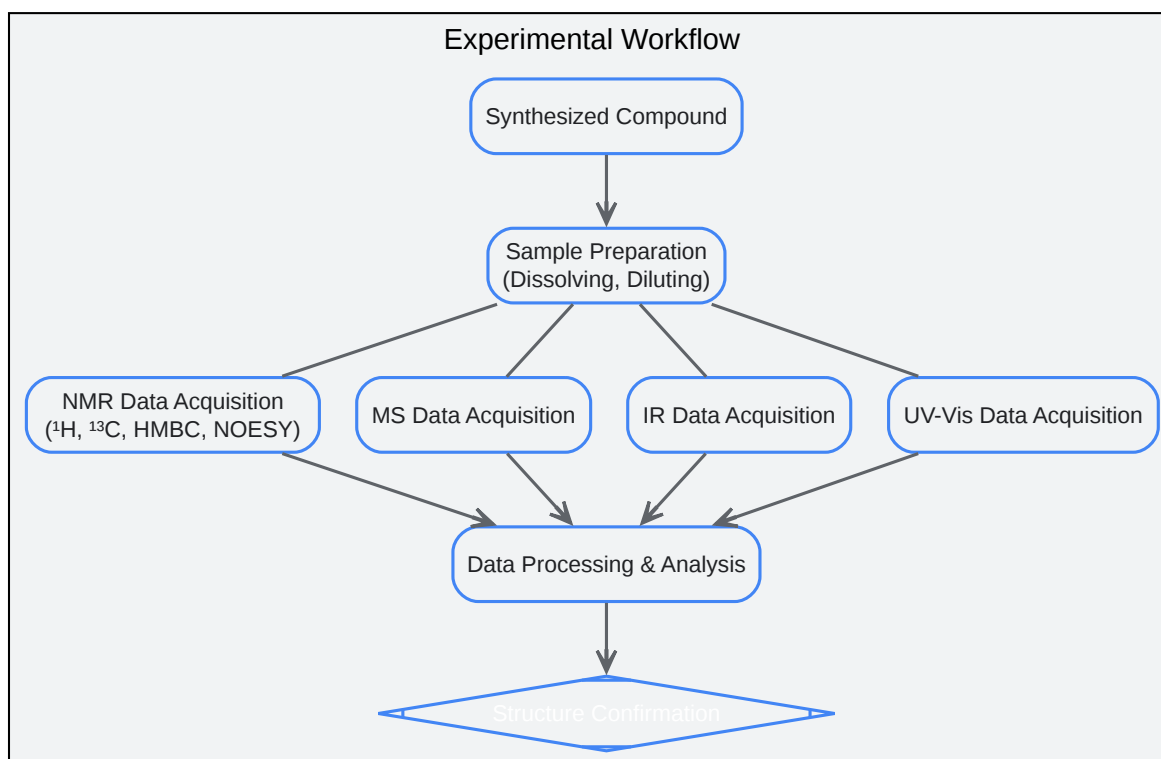 Experimental Workflow
Synthesized Compound
Sample Preparation
(Dissolving, Diluting)
NMR Data Acquisition
(¹H, ¹³C, HMBC, NOESY)
MS Data Acquisition
IR Data Acquisition
UV-Vis Data Acquisition
Data Processing & Analysis
Structure Confirmation